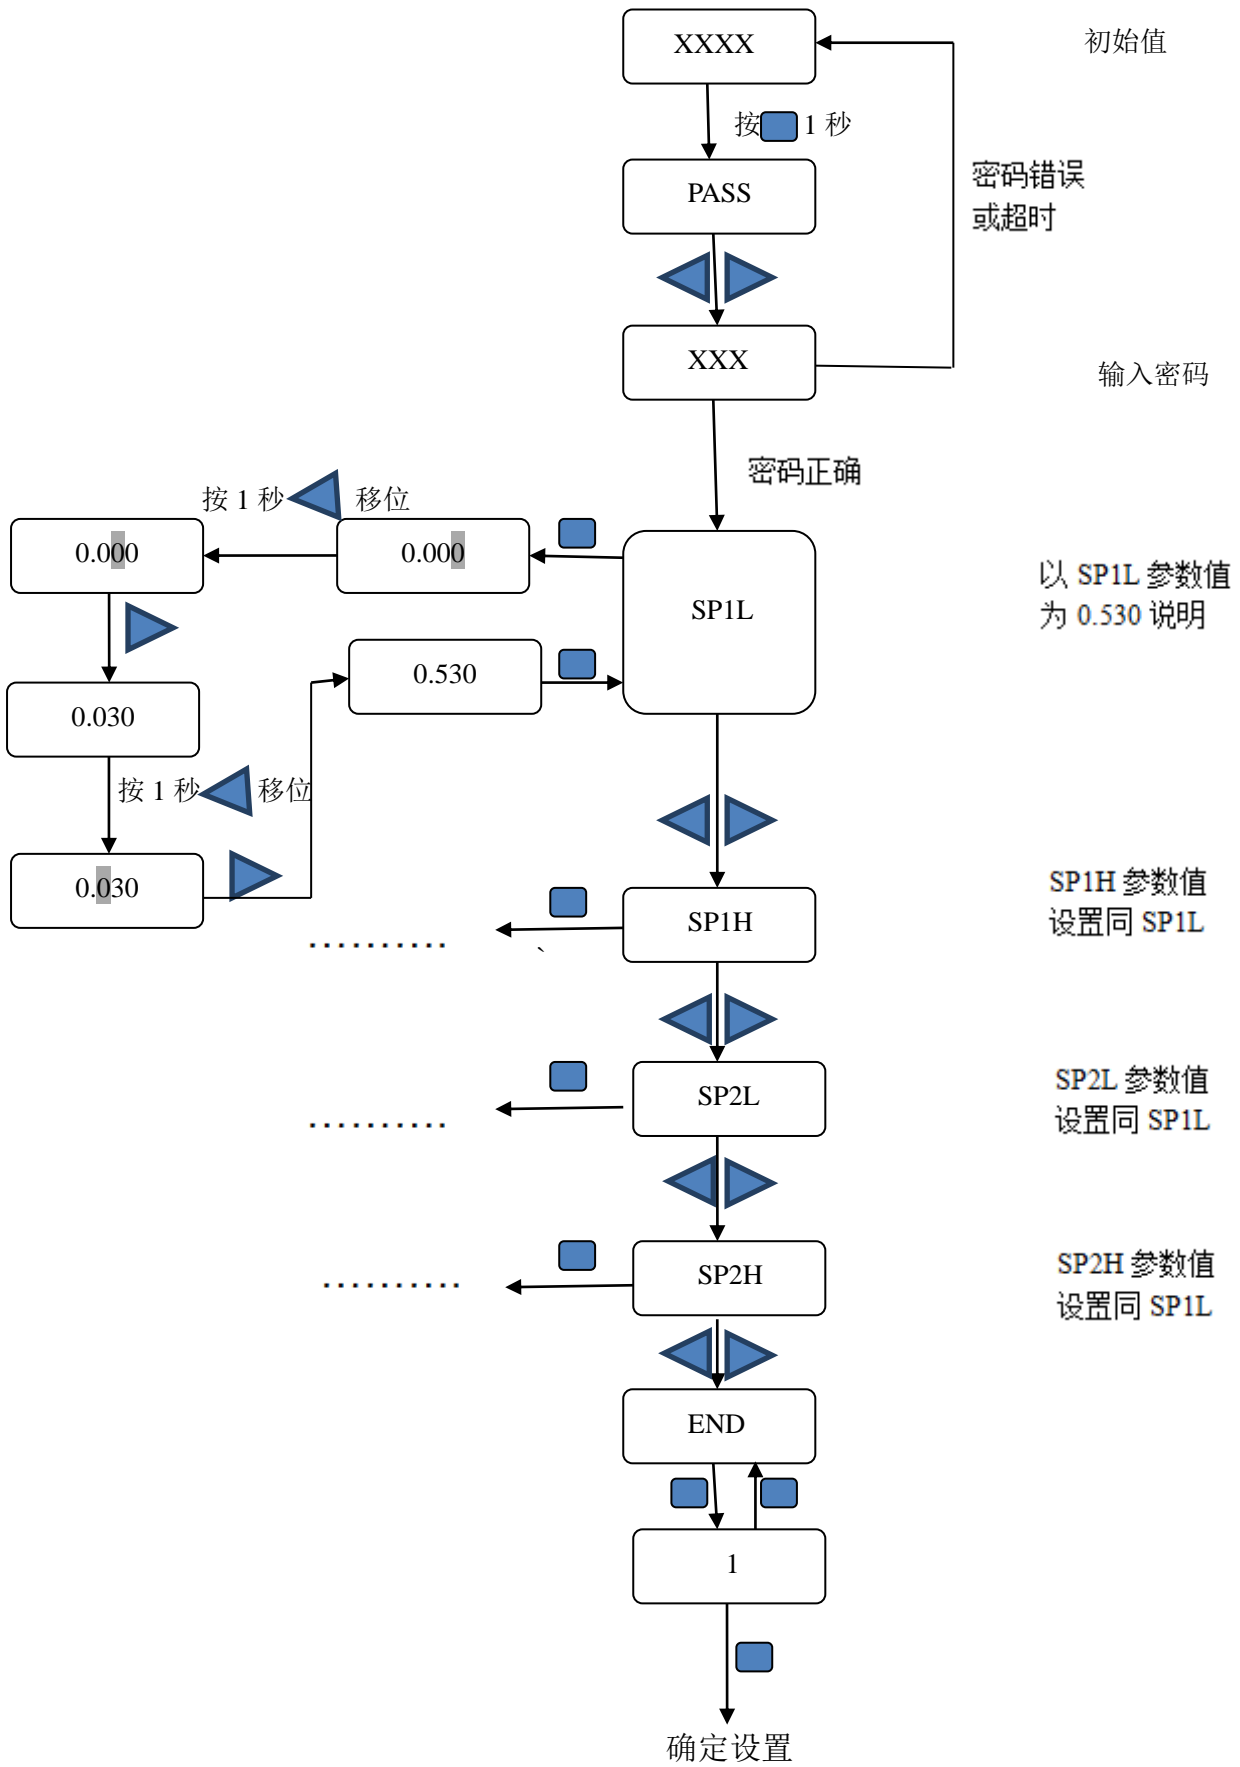 XXXX
初始值
按 1 秒
密码错误
或超时
PASS
XXX
输入密码
密码正确
按 1 秒 移位
0.000
0.000
SP1L
以 SP1L 参数值
为 0.530 说明
0.530
0.030
按 1 秒 移位
0.030
SP1H
SP1H 参数值
设置同 SP1L
..........
`
SP2L
SP2L 参数值
设置同 SP1L
..........
SP2H
SP2H 参数值
设置同 SP1L
..........
END
1
确定设置